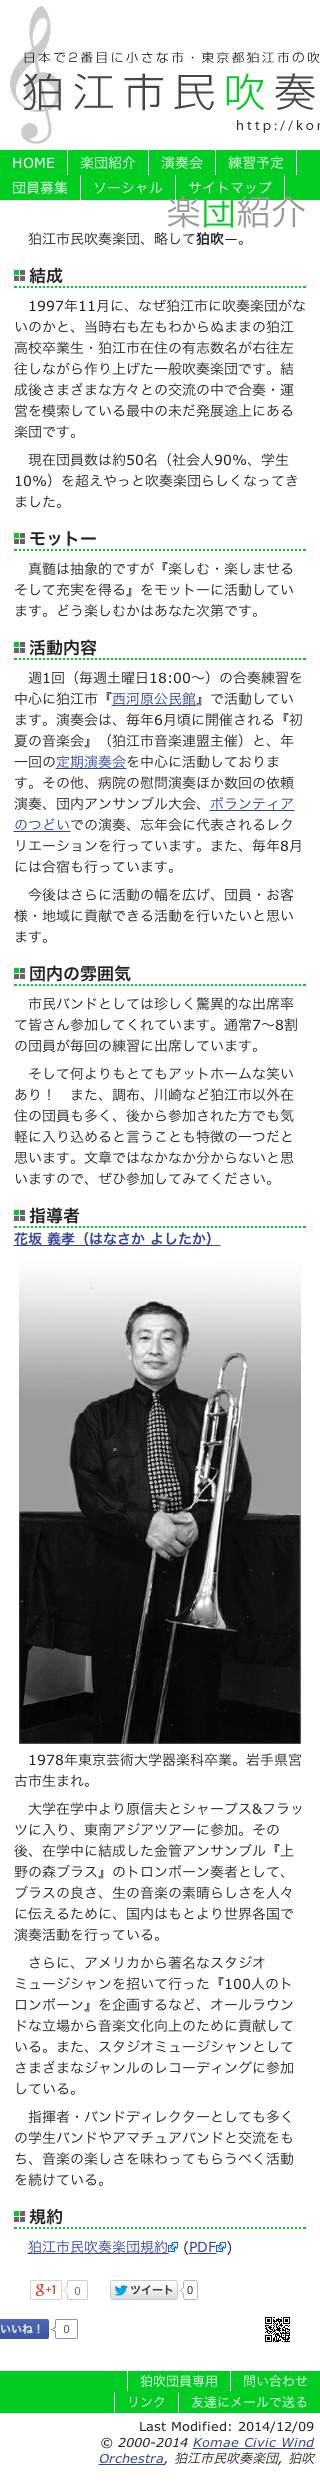 日本で2番目に小さな市・東京都狛江市の吹
狛江市民吹奏
http://kor
HOME 楽団紹介 演奏会 練習予定
団員募集 ソーシャル サイトマップ
楽団紹介
狛江市民吹奏楽団、略して狛吹―。
結成
1997年11月に、なぜ狛江市に吹奏楽団がな
いのかと、当時右も左もわからぬままの狛江
高校卒業生・狛江市在住の有志数名が右往左
往しながら作り上げた一般吹奏楽団です。結
成後さまざまな方々との交流の中で合奏・運
営を模索している最中の未だ発展途上にある
楽団です。
現在団員数は約50名（社会人90%、学生
10%）を超えやっと吹奏楽団らしくなってき
ました。
モットー
真髄は抽象的ですが『楽しむ・楽しませる
そして充実を得る』をモットーに活動してい
ます。どう楽しむかはあなた次第です。
活動内容
週1回（毎週土曜日18:00〜）の合奏練習を
中心に狛江市『西河原公民館』で活動してい
ます。演奏会は、毎年6月頃に開催される『初
夏の音楽会』（狛江市音楽連盟主催）と、年
一回の定期演奏会を中心に活動しておりま
す。その他、病院の慰問演奏ほか数回の依頼
演奏、団内アンサンブル大会、ボランティア
のつどいでの演奏、忘年会に代表されるレク
リエーションを行っています。また、毎年8月
には合宿も行っています。
今後はさらに活動の幅を広げ、団員・お客
様・地域に貢献できる活動を行いたいと思い
ます。
団内の雰囲気
市民バンドとしては珍しく驚異的な出席率
て皆さん参加してくれています。通常7〜8割
の団員が毎回の練習に出席しています。
そして何よりもとてもアットホームな笑い
あり！ また、調布、川崎など狛江市以外在
住の団員も多く、後から参加された方でも気
軽に入り込めると言うことも特徴の一つだと
思います。文章ではなかなか分からないと思
いますので、ぜひ参加してみてください。
指導者
花坂 義孝（はなさか よしたか）
1978年東京芸術大学器楽科卒業。岩手県宮
古市生まれ。
大学在学中より原信夫とシャープス&フラッ
ツに入り、東南アジアツアーに参加。その
後、在学中に結成した金管アンサンブル『上
野の森ブラス』のトロンボーン奏者として、
ブラスの良さ、生の音楽の素晴らしさを人々
に伝えるために、国内はもとより世界各国で
演奏活動を行っている。
さらに、アメリカから著名なスタジオ
ミュージシャンを招いて行った『100人のト
ロンボーン』を企画するなど、オールラウン
ドな立場から音楽文化向上のために貢献して
いる。また、スタジオミュージシャンとして
さまざまなジャンルのレコーディングに参加
している。
指揮者・バンドディレクターとしても多く
の学生バンドやアマチュアバンドと交流をも
ち、音楽の楽しさを味わってもらうべく活動
を続けている。
規約
狛江市民吹奏楽団規約 (PDF)
g+1 0 ツイート 0
いいね！ 0
狛吹団員専用 問い合わせ
リンク 友達にメールで送る
Last Modified: 2014/12/09
© 2000-2014 Komae Civic Wind
Orchestra, 狛江市民吹奏楽団, 狛吹